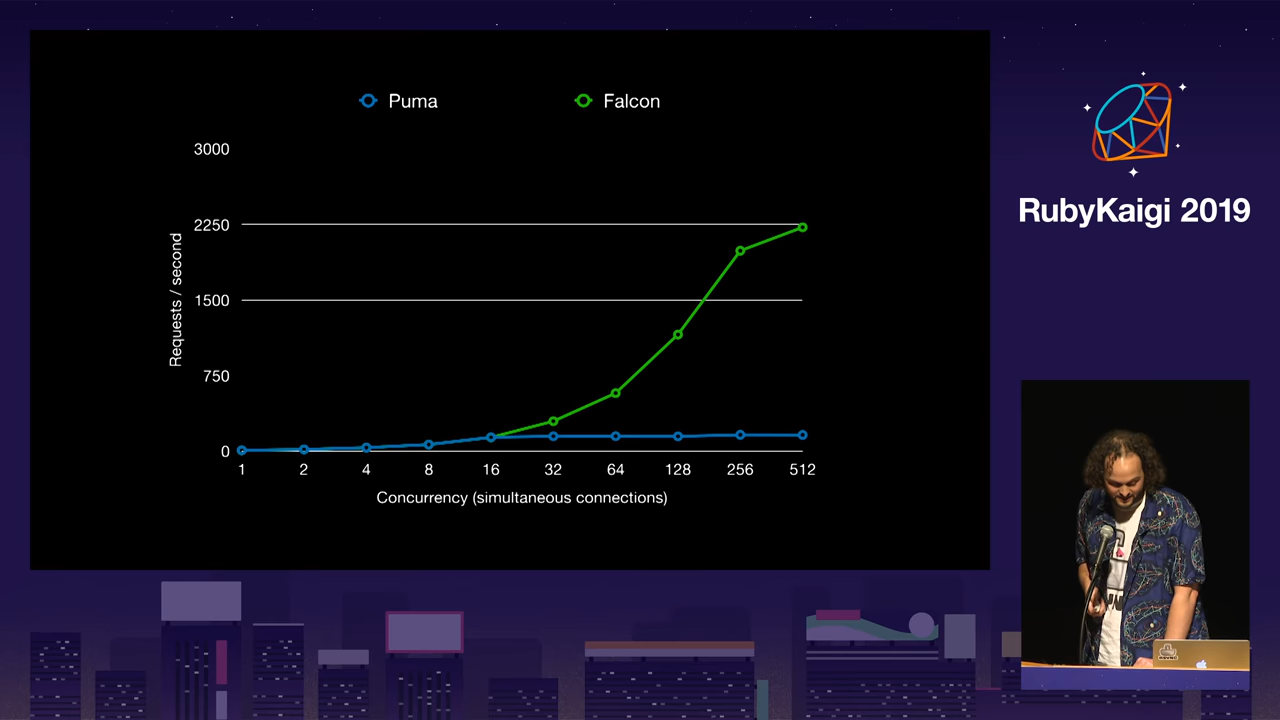 Puma
Falcon
3000
2250
1500
750
0
Requests / second
1 2 4 8 16 32 64 128 256 512
Concurrency (simultaneous connections)
RubyKaigi 2019